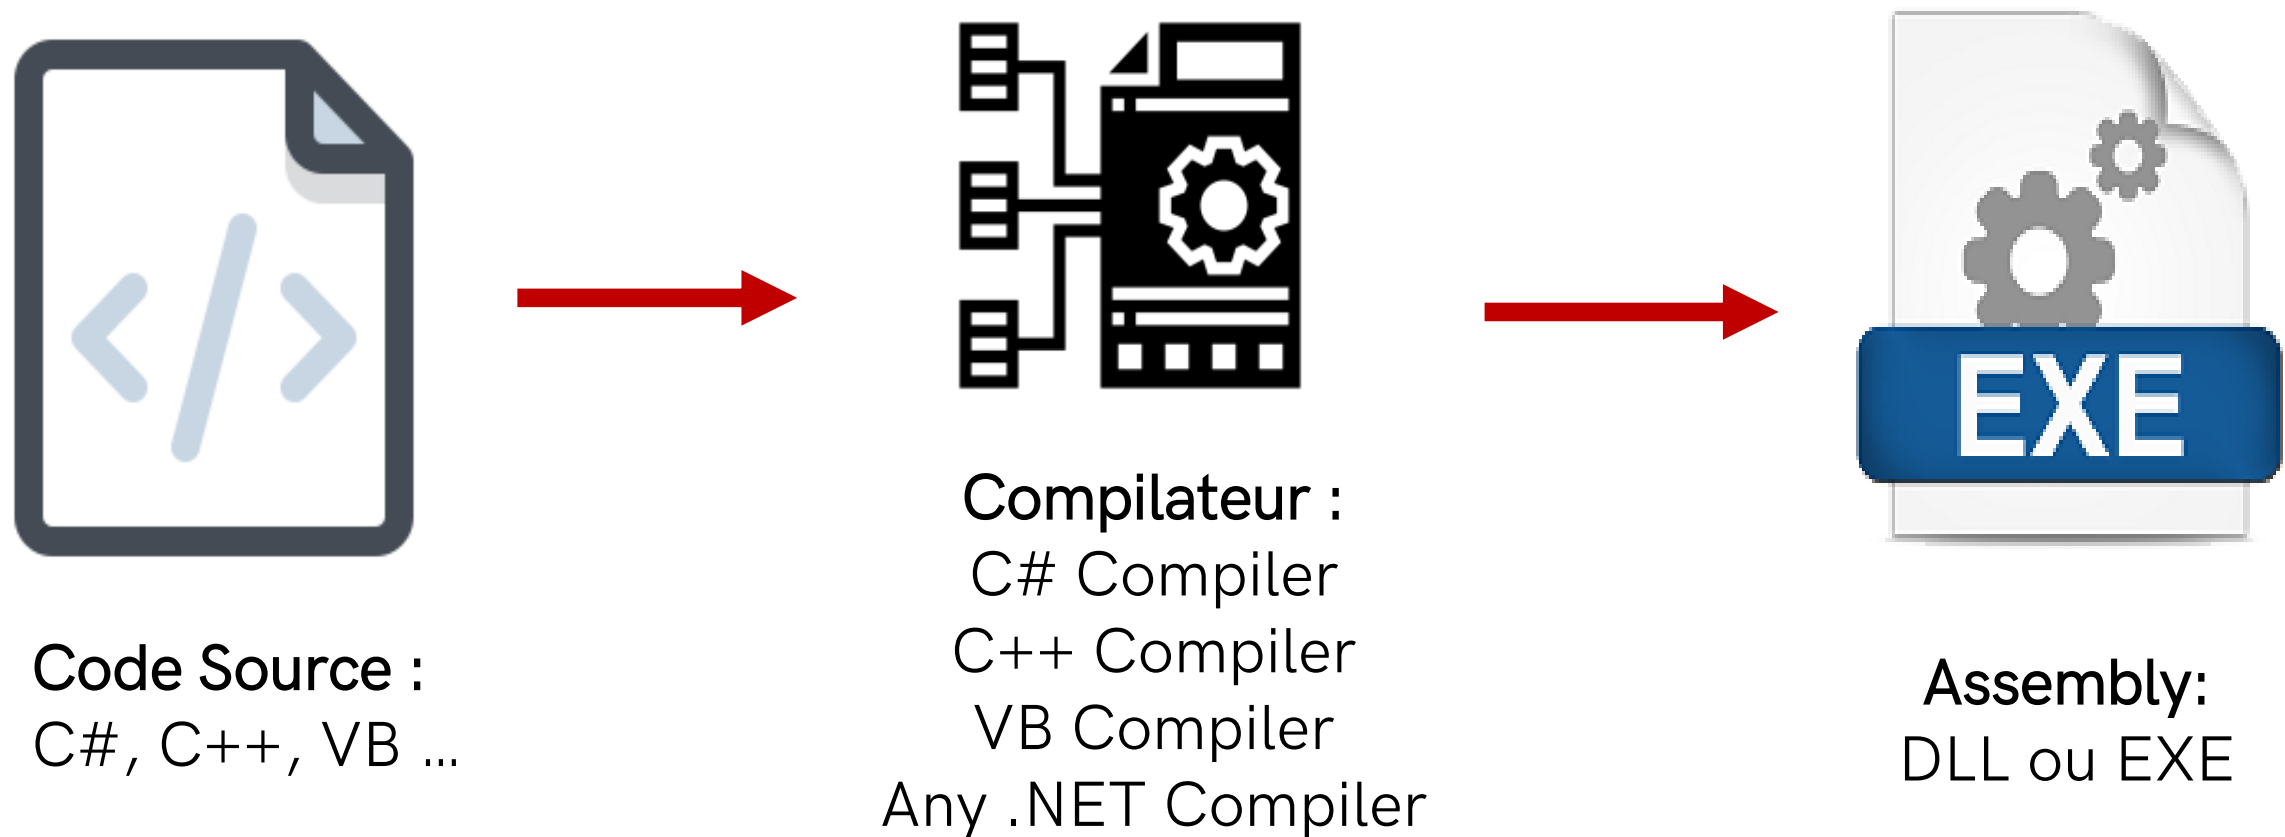 Code Source :
C#, C++, VB ...
Compilateur :
C# Compiler
C++ Compiler
VB Compiler
Any .NET Compiler
EXE
Assembly:
DLL ou EXE